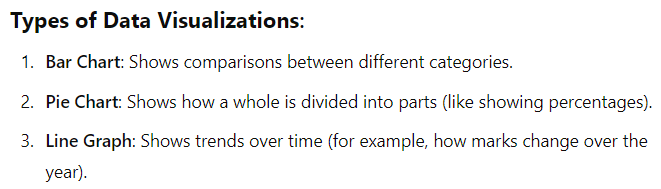 Types of Data Visualizations:
1. Bar Chart: Shows comparisons between different categories.
2. Pie Chart: Shows how a whole is divided into parts (like showing percentages).
3. Line Graph: Shows trends over time (for example, how marks change over the
year).